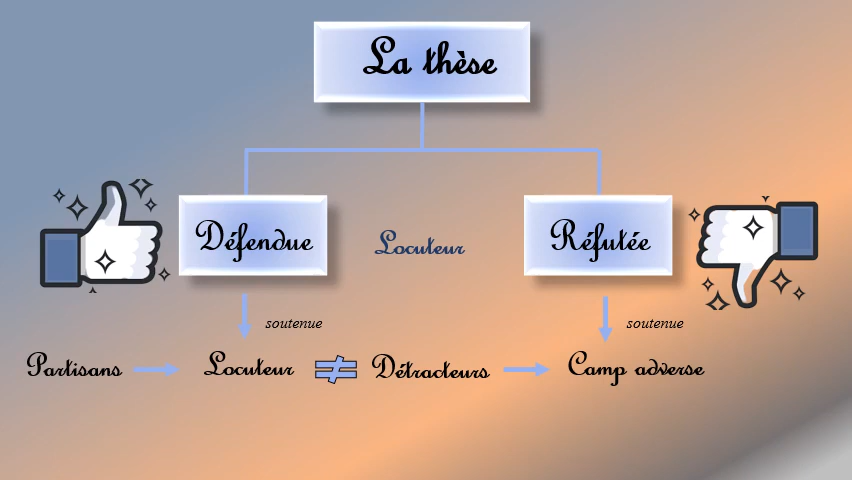 La thèse
Défendue
Locuteur
Réfutée
soutenue
soutenue
Partisans
Locuteur
≠
Détracteurs
Camp adverse